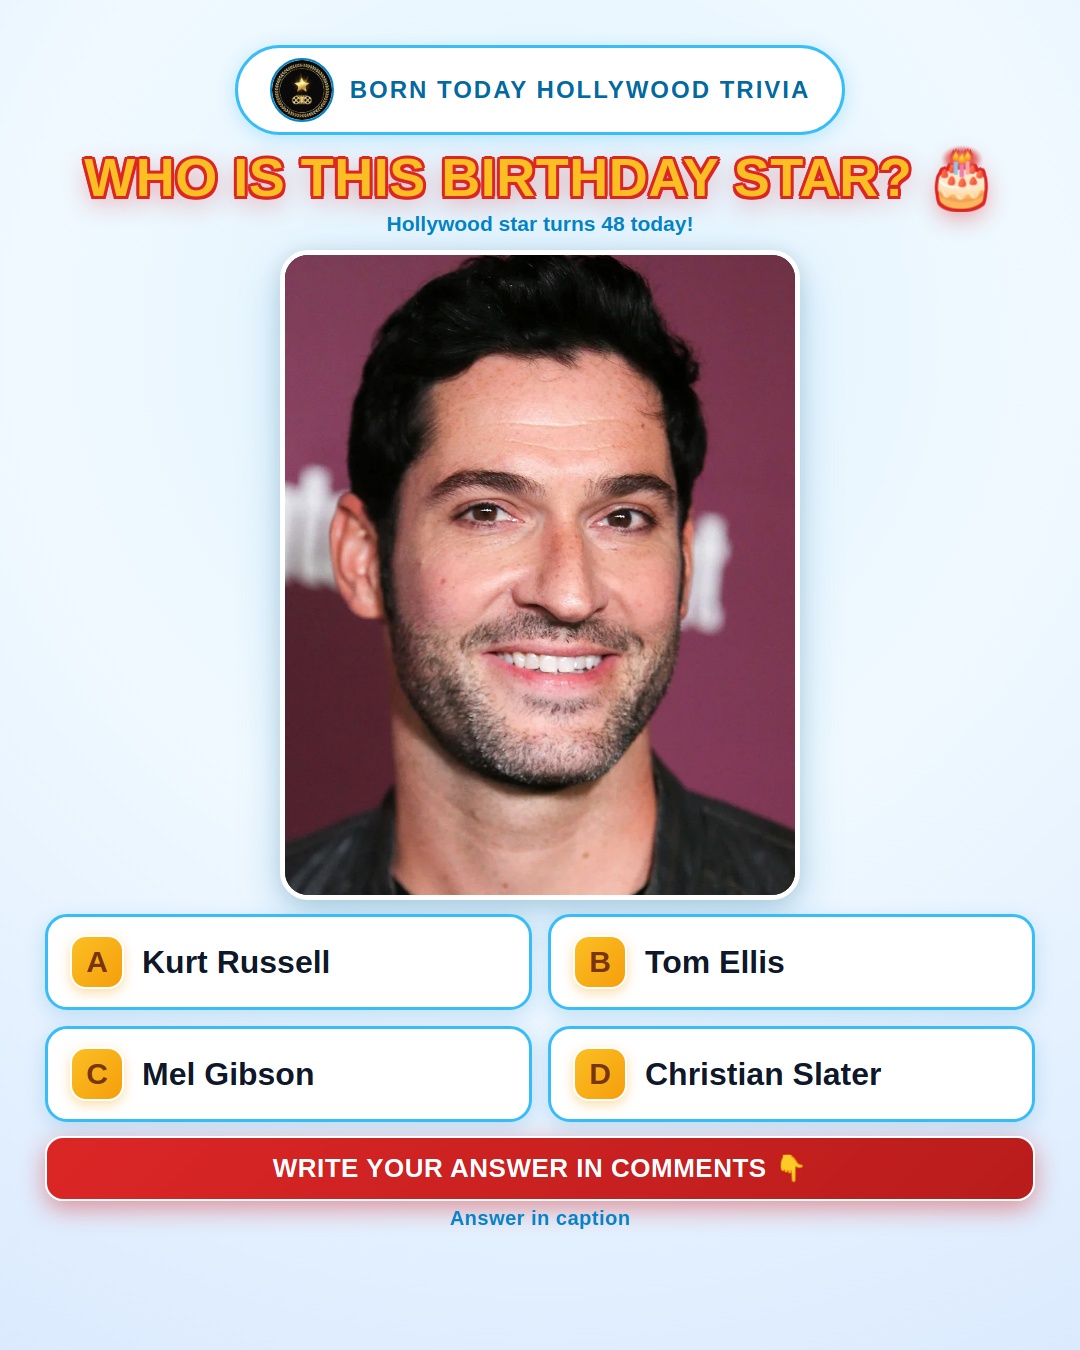 BORN TODAY HOLLYWOOD TRIVIA
WHO IS THIS BIRTHDAY STAR? 🎂
Hollywood star turns 48 today!
A Kurt Russell
B Tom Ellis
C Mel Gibson
D Christian Slater
WRITE YOUR ANSWER IN COMMENTS 👇
Answer in caption